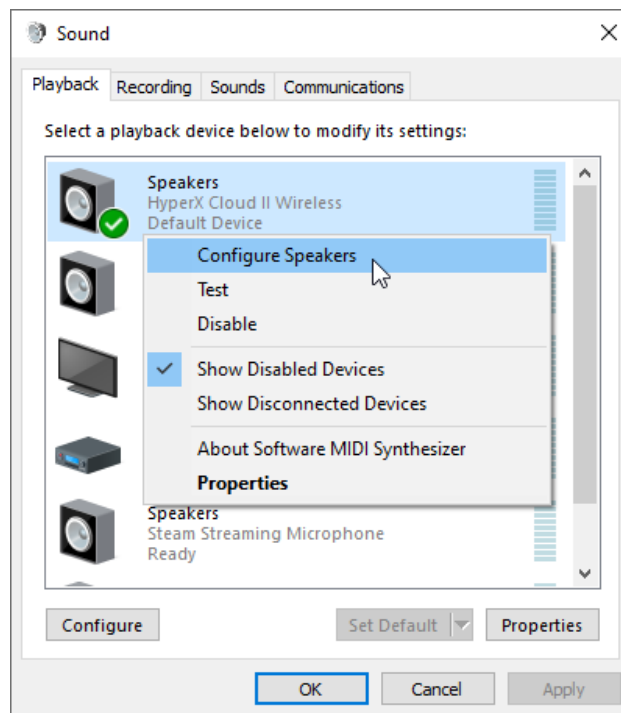 Sound
Playback Recording Sounds Communications
Select a playback device below to modify its settings:
Speakers
HyperX Cloud II Wireless
Default Device
Configure Speakers
Test
Disable
Show Disabled Devices
Show Disconnected Devices
About Software MIDI Synthesizer
Properties
Speakers
Steam Streaming Microphone
Ready
Configure Set Default Properties
OK Cancel Apply